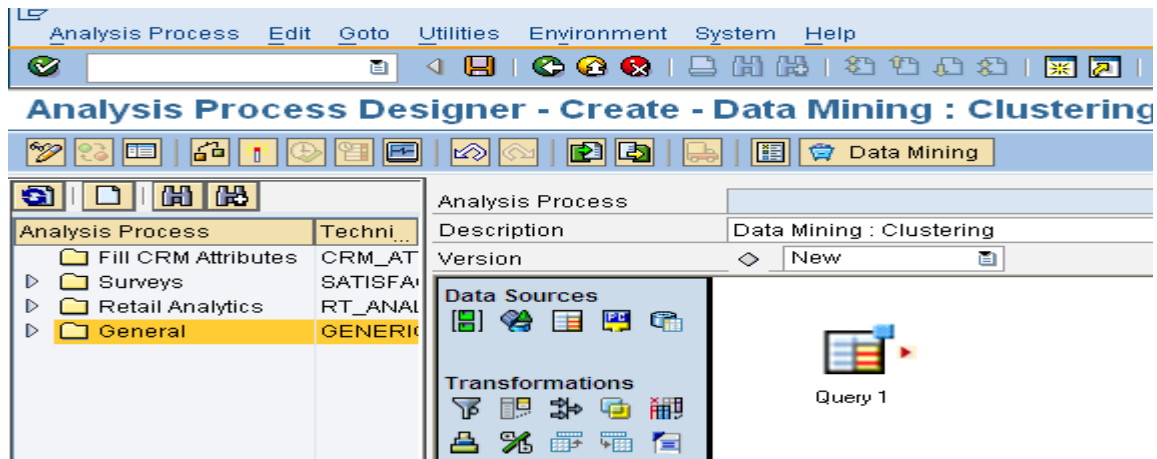 Analysis Process Edit Goto Utilities Environment System Help
Analysis Process Designer - Create - Data Mining : Clustering
Data Mining
Analysis Process Techni...
Fill CRM Attributes CRM_AT
Surveys SATISFA
Retail Analytics RT_ANAL
General GENERIC
Analysis Process
Description Data Mining : Clustering
Version New
Data Sources
Transformations
Query 1